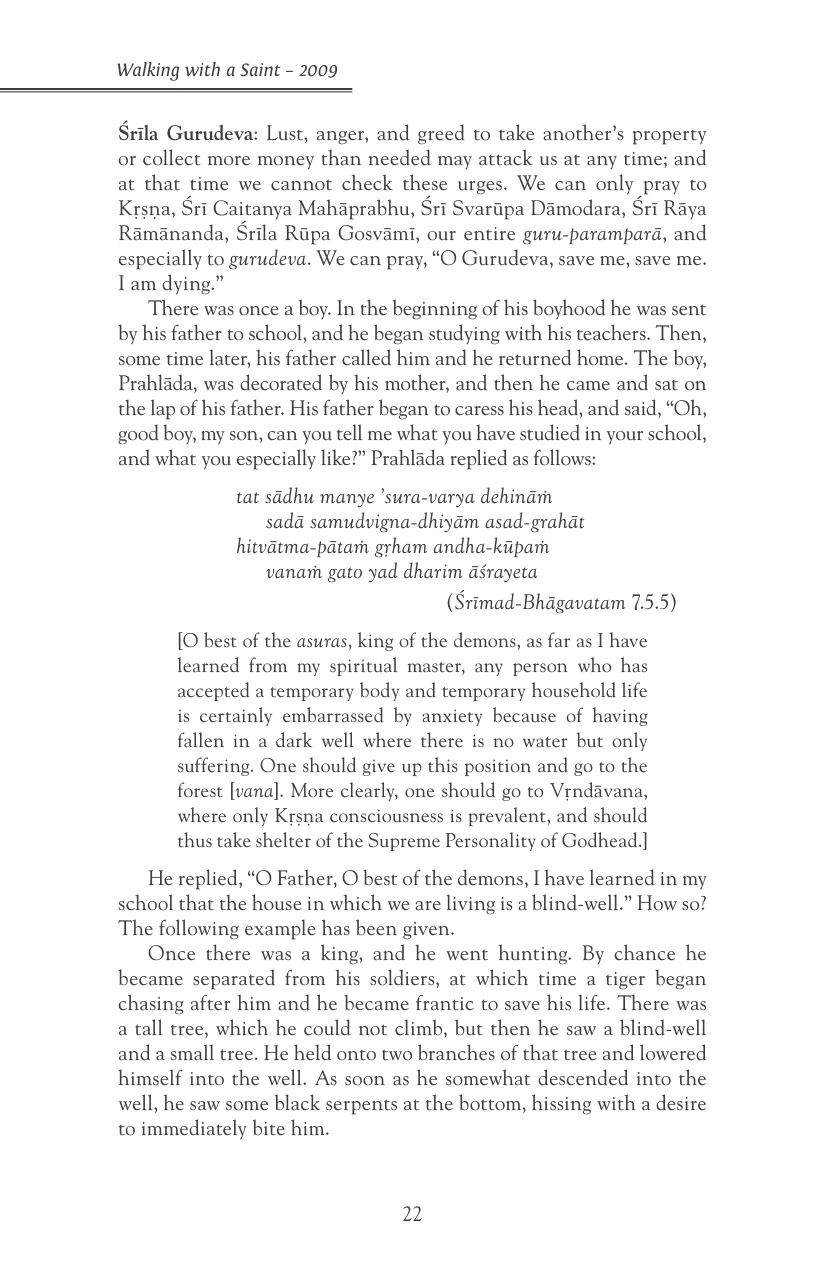 Walking with a Saint – 2009
Śrīla Gurudeva: Lust, anger, and greed to take another’s property
or collect more money than needed may attack us at any time; and
at that time we cannot check these urges. We can only pray to
Kṛṣṇa, Śrī Caitanya Mahāprabhu, Śrī Svarūpa Dāmodara, Śrī Rāya
Rāmānanda, Śrīla Rūpa Gosvāmī, our entire guru-paramparā, and
especially to gurudeva. We can pray, “O Gurudeva, save me, save me.
I am dying.”
There was once a boy. In the beginning of his boyhood he was sent
by his father to school, and he began studying with his teachers. Then,
some time later, his father called him and he returned home. The boy,
Prahlāda, was decorated by his mother, and then he came and sat on
the lap of his father. His father began to caress his head, and said, “Oh,
good boy, my son, can you tell me what you have studied in your school,
and what you especially like?” Prahlāda replied as follows:
tat sādhu manye ’sura-varya dehināṁ
sadā samudvigna-dhiyām asad-grahāt
hitvātma-pātaṁ gṛham andha-kūpaṁ
vanaṁ gato yad dharim āśrayeta
(Śrīmad-Bhāgavatam 7.5.5)
[O best of the asuras, king of the demons, as far as I have
learned from my spiritual master, any person who has
accepted a temporary body and temporary household life
is certainly embarrassed by anxiety because of having
fallen in a dark well where there is no water but only
suffering. One should give up this position and go to the
forest [vana]. More clearly, one should go to Vṛndāvana,
where only Kṛṣṇa consciousness is prevalent, and should
thus take shelter of the Supreme Personality of Godhead.]
He replied, “O Father, O best of the demons, I have learned in my
school that the house in which we are living is a blind-well.” How so?
The following example has been given.
Once there was a king, and he went hunting. By chance he
became separated from his soldiers, at which time a tiger began
chasing after him and he became frantic to save his life. There was
a tall tree, which he could not climb, but then he saw a blind-well
and a small tree. He held onto two branches of that tree and lowered
himself into the well. As soon as he somewhat descended into the
well, he saw some black serpents at the bottom, hissing with a desire
to immediately bite him.
22